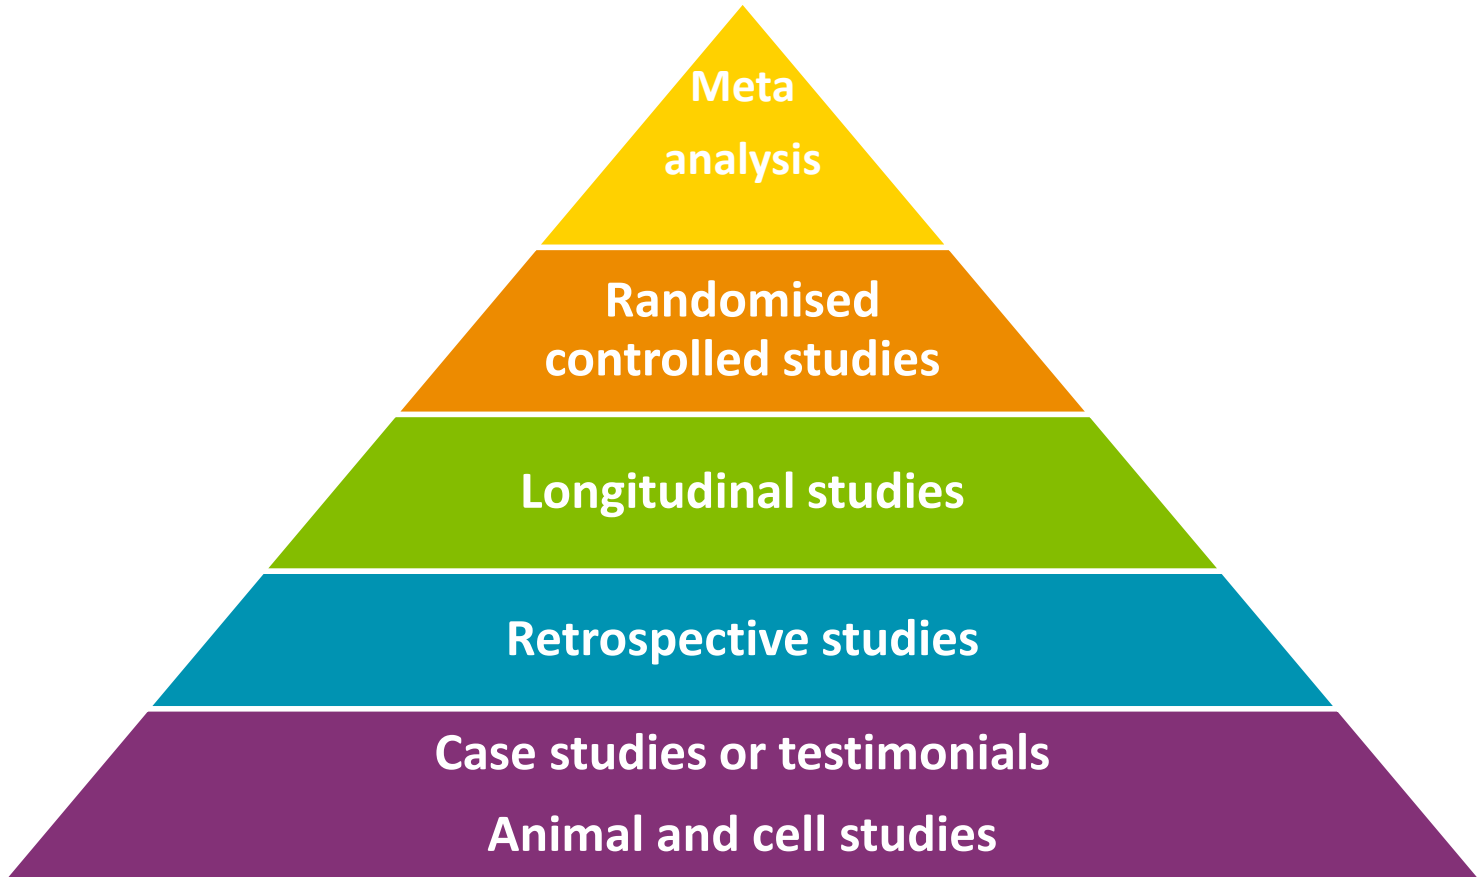 Meta
analysis
Randomised
controlled studies
Longitudinal studies
Retrospective studies
Case studies or testimonials
Animal and cell studies